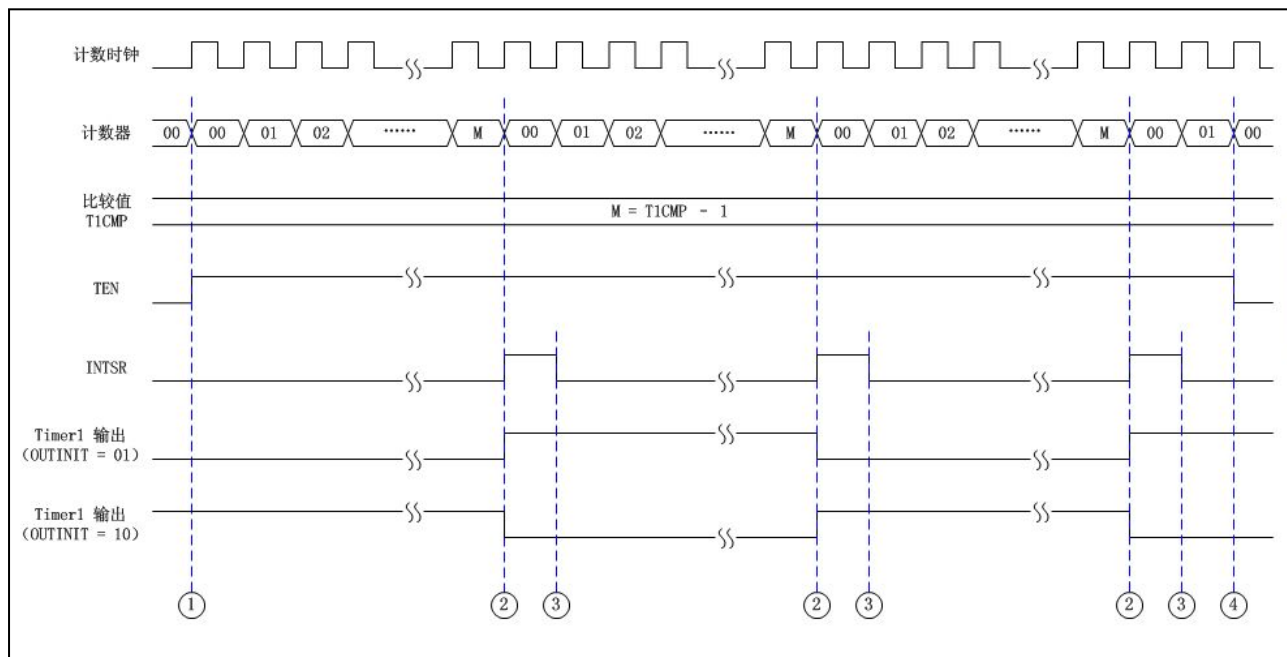 计数时钟
计数器
00 00 01 02 …… M 00 01 02 …… M 00 01 02 …… M 00 01 00
比较值
T1CMP
M = T1CMP - 1
TEN
INTSR
Timer1 输出
(OUTINIT = 01)
Timer1 输出
(OUTINIT = 10)
① ② ③ ② ③ ② ③ ④